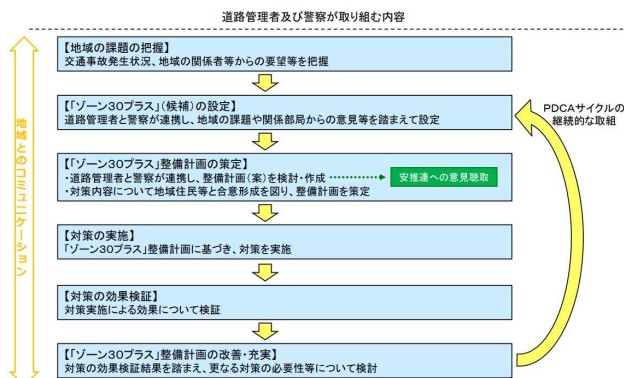 道路管理者及び警察が取り組む内容
地域とのコミュニケーション
【地域の課題の把握】
交通事故発生状況、地域の関係者等からの要望等を把握
【「ゾーン30プラス」(候補)の設定】
道路管理者と警察が連携し、地域の課題や関係部局からの意見等を踏まえて設定
PDCAサイクルの
継続的な取組
【「ゾーン30プラス」整備計画の策定】
・道路管理者と警察が連携し、整備計画(案)を検討・作成
安推連への意見聴取
・対策内容について地域住民等と合意形成を図り、整備計画を策定
【対策の実施】
「ゾーン30プラス」整備計画に基づき、対策を実施
【対策の効果検証】
対策実施による効果について検証
【「ゾーン30プラス」整備計画の改善・充実】
対策の効果検証結果を踏まえ、更なる対策の必要性等について検討